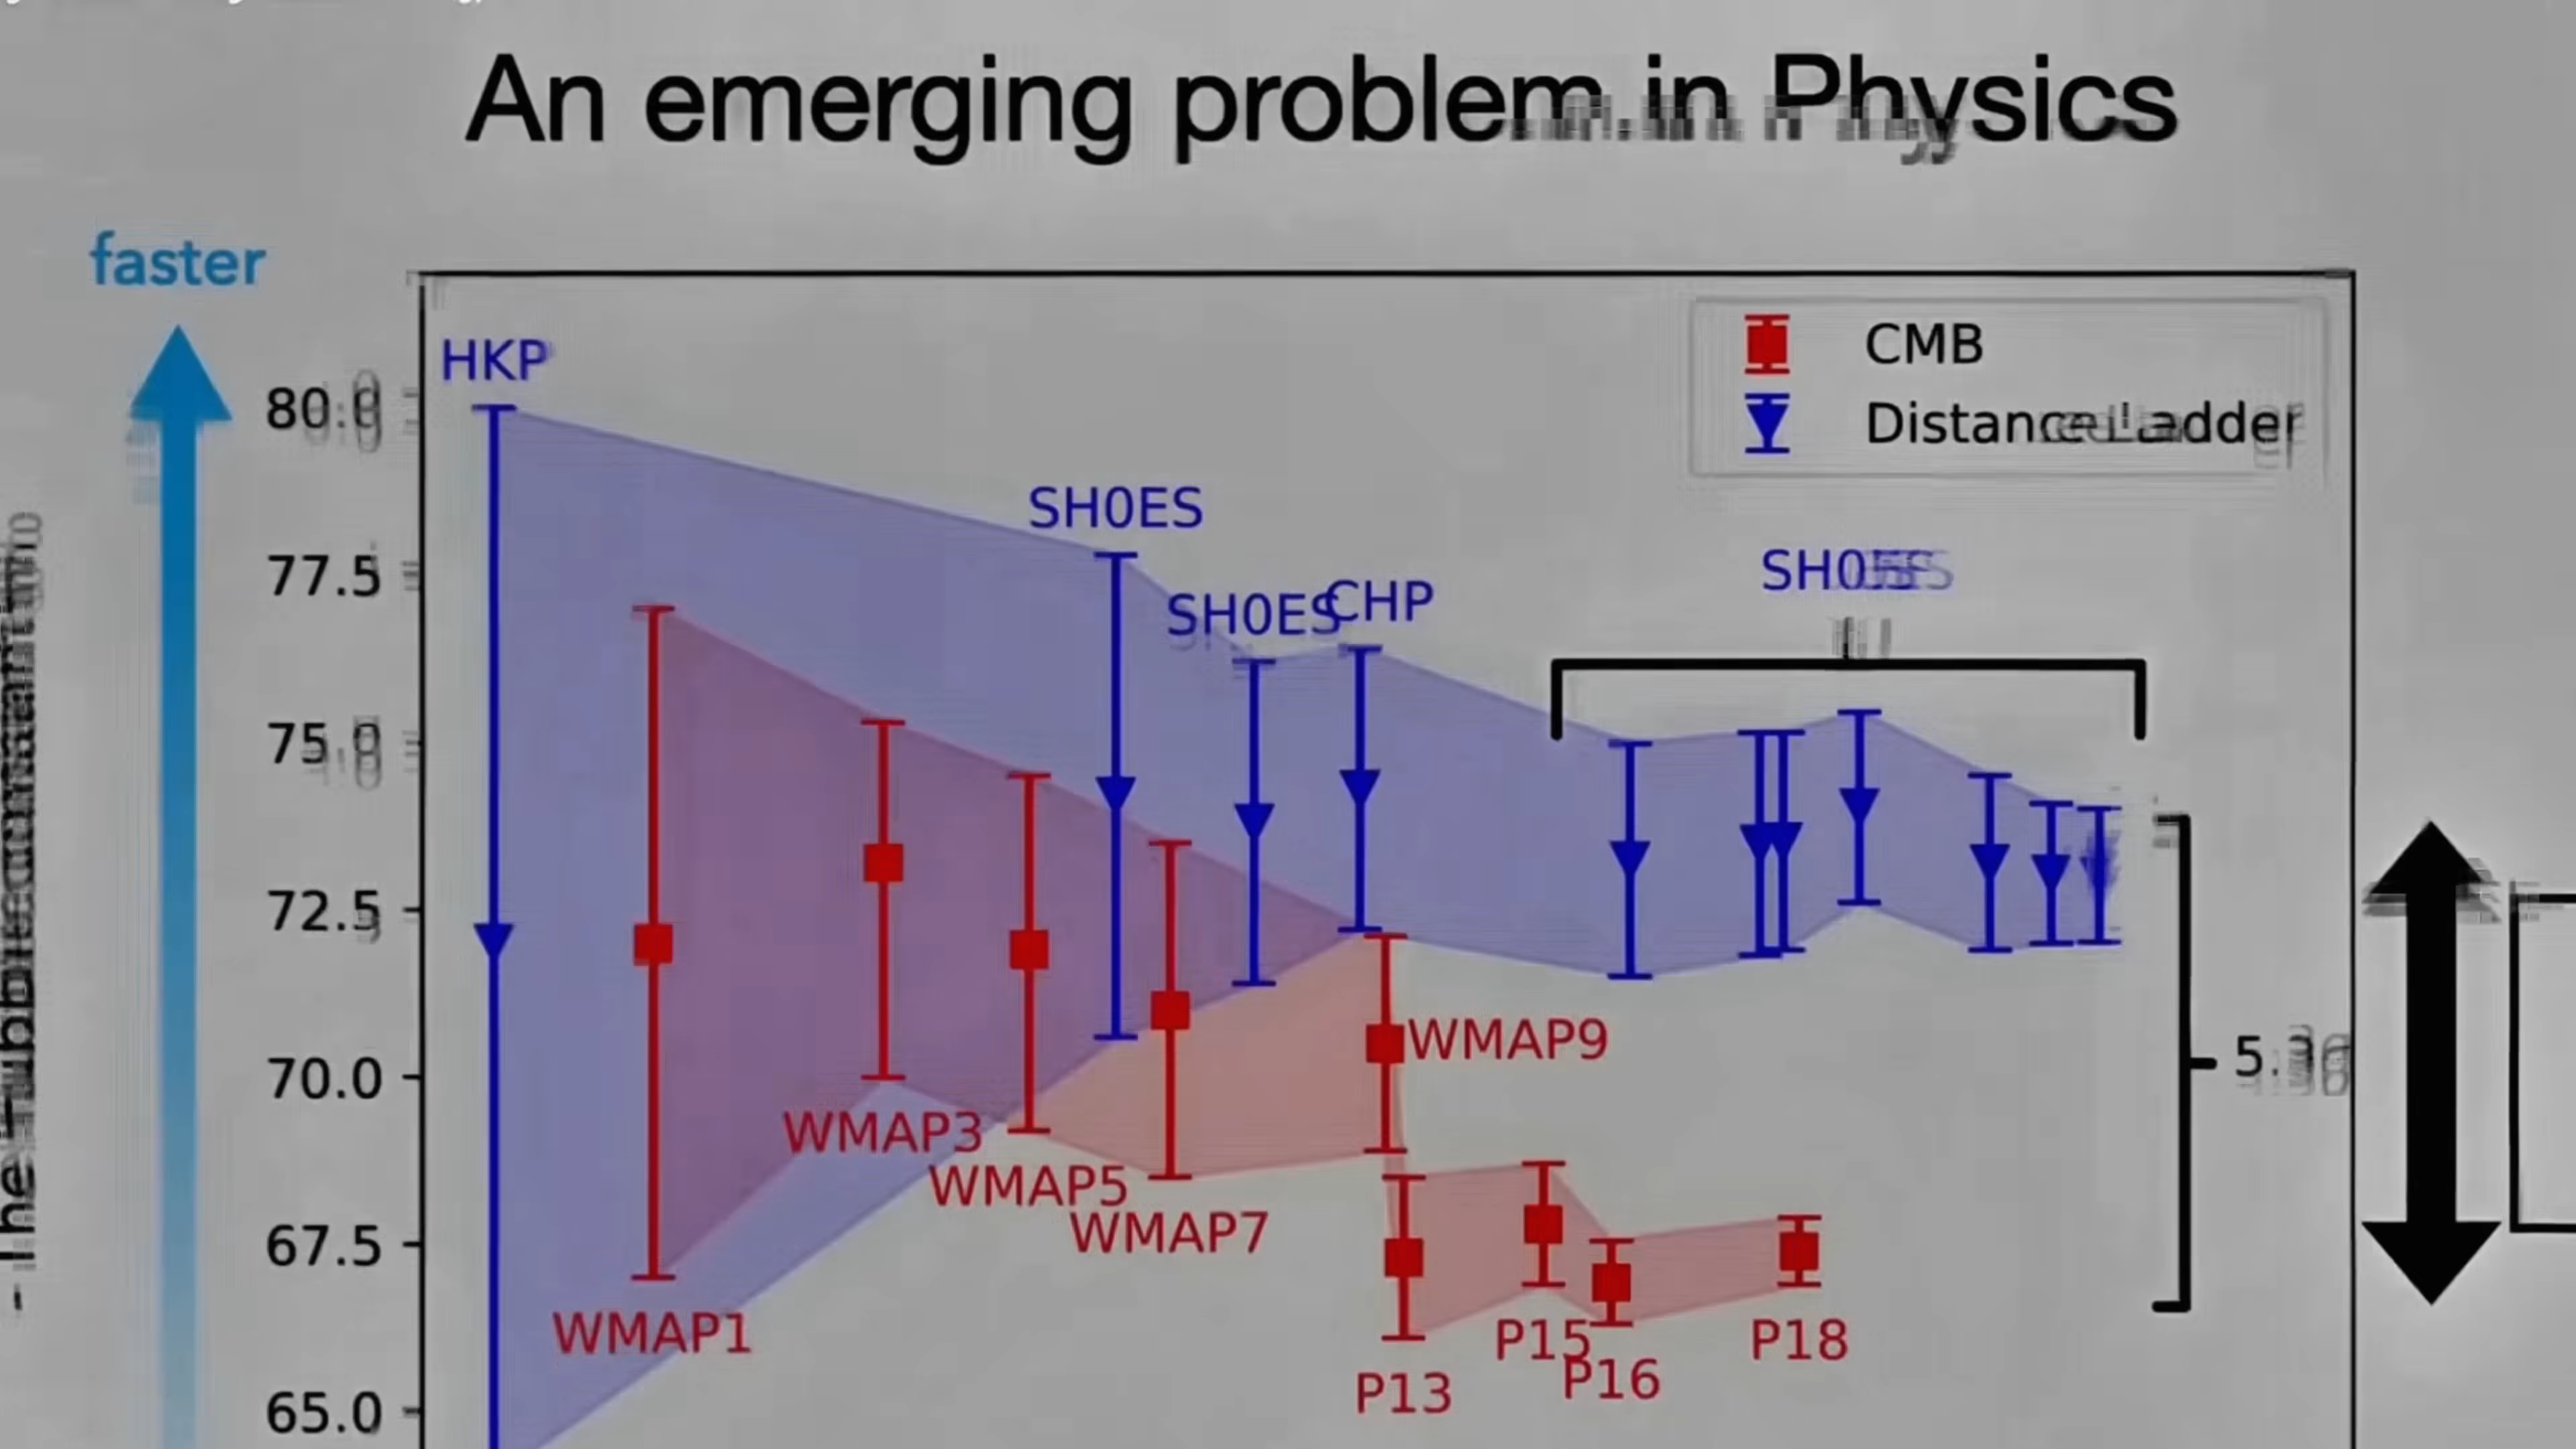 An emerging problem in Physics
faster
CMB
Distance Ladder
HKP
80.0
SH0ES
77.5
SH0ES
CHP
SH0ES
75.0
72.5
WMAP9
70.0
WMAP3
WMAP5
WMAP7
67.5
WMAP1
P15
P18
P16
P13
65.0